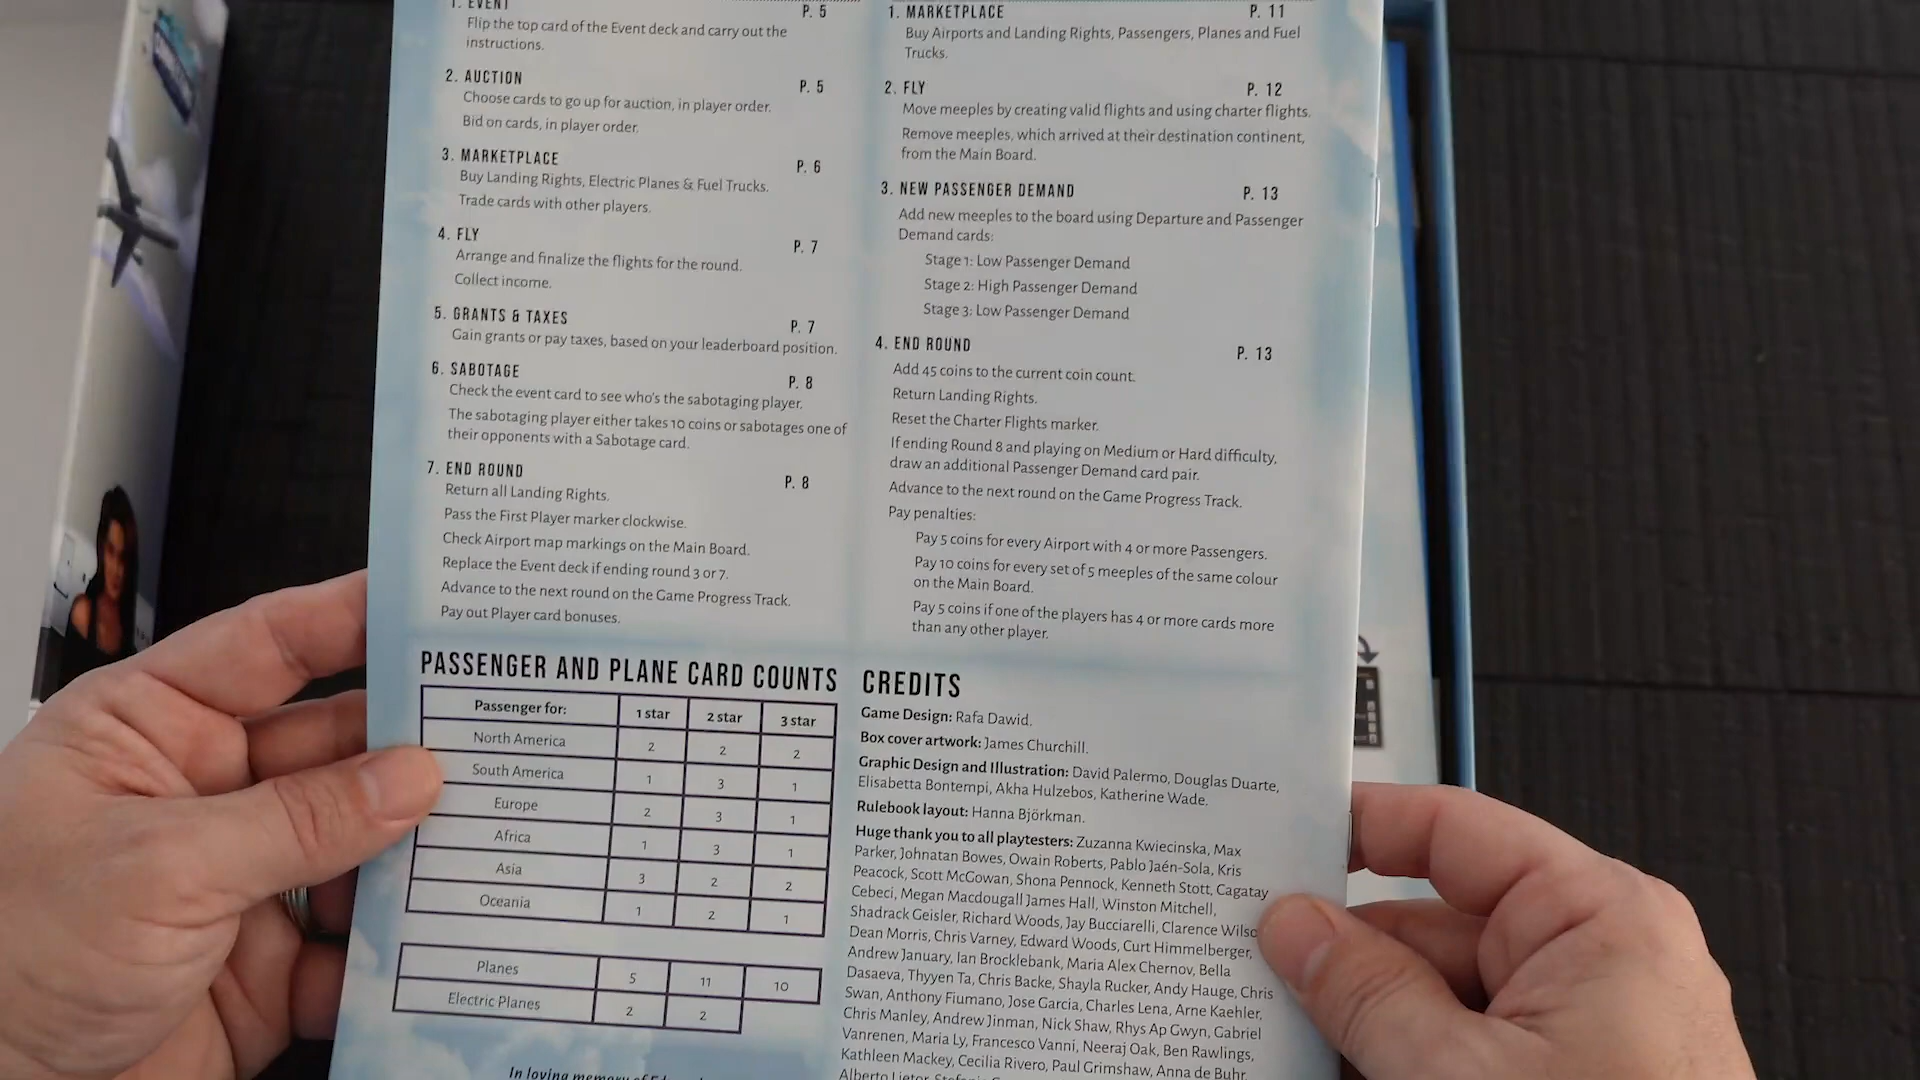 1. EVENT P. 5
Flip the top card of the Event deck and carry out the
instructions.
2. AUCTION P. 5
Choose cards to go up for auction, in player order.
Bid on cards, in player order.
3. MARKETPLACE P. 6
Buy Landing Rights, Electric Planes & Fuel Trucks.
Trade cards with other players.
4. FLY P. 7
Arrange and finalize the flights for the round.
Collect income.
5. GRANTS & TAXES P. 7
Gain grants or pay taxes, based on your leaderboard position.
6. SABOTAGE P. 8
Check the event card to see who's the sabotaging player.
The sabotaging player either takes 10 coins or sabotages one of
their opponents with a Sabotage card.
7. END ROUND P. 8
Return all Landing Rights.
Pass the First Player marker clockwise.
Check Airport map markings on the Main Board.
Replace the Event deck if ending round 3 or 7.
Advance to the next round on the Game Progress Track.
Pay out Player card bonuses.
1. MARKETPLACE P. 11
Buy Airports and Landing Rights, Passengers, Planes and Fuel
Trucks.
2. FLY P. 12
Move meeples by creating valid flights and using charter flights.
Remove meeples, which arrived at their destination continent,
from the Main Board.
3. NEW PASSENGER DEMAND P. 13
Add new meeples to the board using Departure and Passenger
Demand cards:
Stage 1: Low Passenger Demand
Stage 2: High Passenger Demand
Stage 3: Low Passenger Demand
4. END ROUND P. 13
Add 45 coins to the current coin count.
Return Landing Rights.
Reset the Charter Flights marker.
If ending Round 8 and playing on Medium or Hard difficulty,
draw an additional Passenger Demand card pair.
Advance to the next round on the Game Progress Track.
Pay penalties:
Pay 5 coins for every Airport with 4 or more Passengers.
Pay 10 coins for every set of 5 meeples of the same colour
on the Main Board.
Pay 5 coins if one of the players has 4 or more cards more
than any other player.
PASSENGER AND PLANE CARD COUNTS
Passenger for: 1 star 2 star 3 star
North America 2 2 2
South America 1 3 1
Europe 2 3 1
Africa 1 3 1
Asia 3 2 2
Oceania 1 2 1
Planes 5 11 10
Electric Planes 2 2
In loving memory of
CREDITS
Game Design: Rafa Dawid.
Box cover artwork: James Churchill.
Graphic Design and Illustration: David Palermo, Douglas Duarte,
Elisabetta Bontempi, Akha Hulzebos, Katherine Wade.
Rulebook layout: Hanna Björkman.
Huge thank you to all playtesters: Zuzanna Kwiecinska, Max
Parker, Johnatan Bowes, Owain Roberts, Pablo Jaén-Sola, Kris
Peacock, Scott McGowan, Shona Pennock, Kenneth Stott, Cagatay
Cebeci, Megan Macdougall James Hall, Winston Mitchell,
Shadrack Geisler, Richard Woods, Jay Bucciarelli, Clarence Wilso
Dean Morris, Chris Varney, Edward Woods, Curt Himmelberger,
Andrew January, Ian Brocklebank, Maria Alex Chernov, Bella
Dasaeva, Thyyen Ta, Chris Backe, Shayla Rucker, Andy Hauge, Chris
Swan, Anthony Fiumano, Jose Garcia, Charles Lena, Arne Kaehler,
Chris Manley, Andrew Jinman, Nick Shaw, Rhys Ap Gwyn, Gabriel
Vanrenen, Maria Ly, Francesco Vanni, Neeraj Oak, Ben Rawlings,
Kathleen Mackey, Cecilia Rivero, Paul Grimshaw, Anna de Buhr,